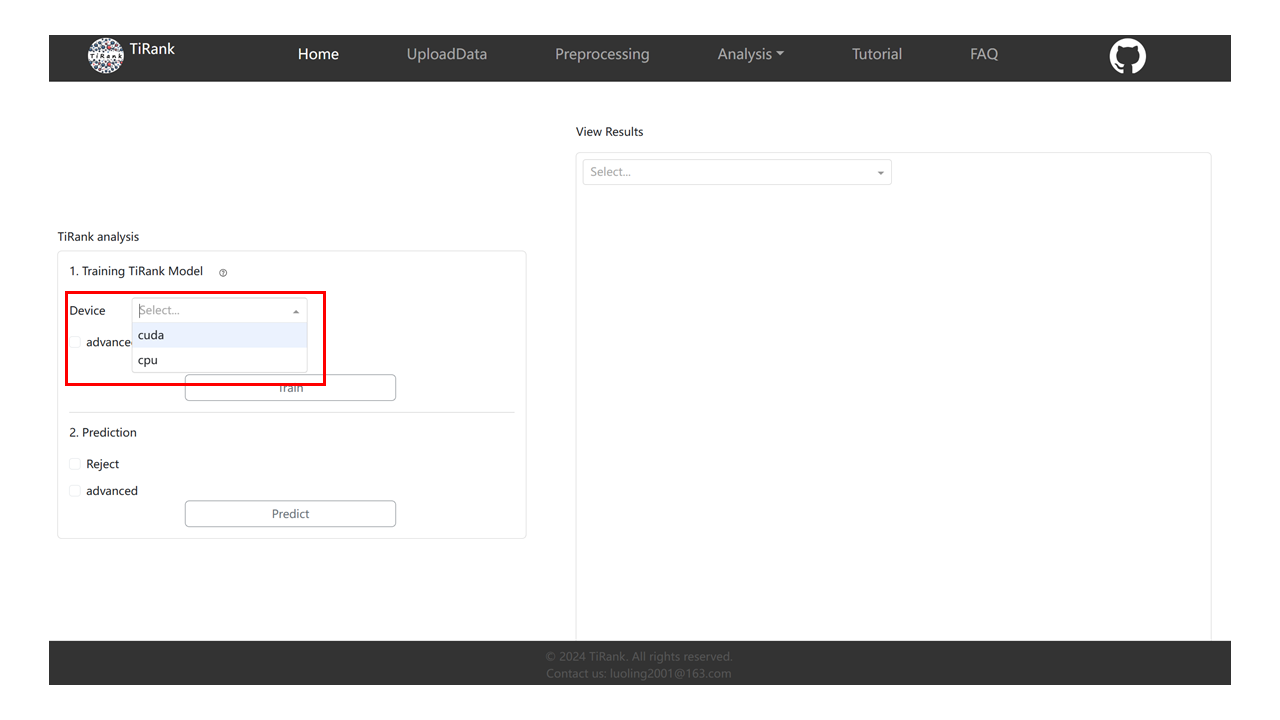 TiRank
TiRank
Home
UploadData
Preprocessing
Analysis
Tutorial
FAQ
View Results
Select...
TiRank analysis
1. Training TiRank Model
Device
Select...
cuda
advance
cpu
Train
2. Prediction
Reject
advanced
Predict
© 2024 TiRank. All rights reserved.
Contact us: luoling2001@163.com